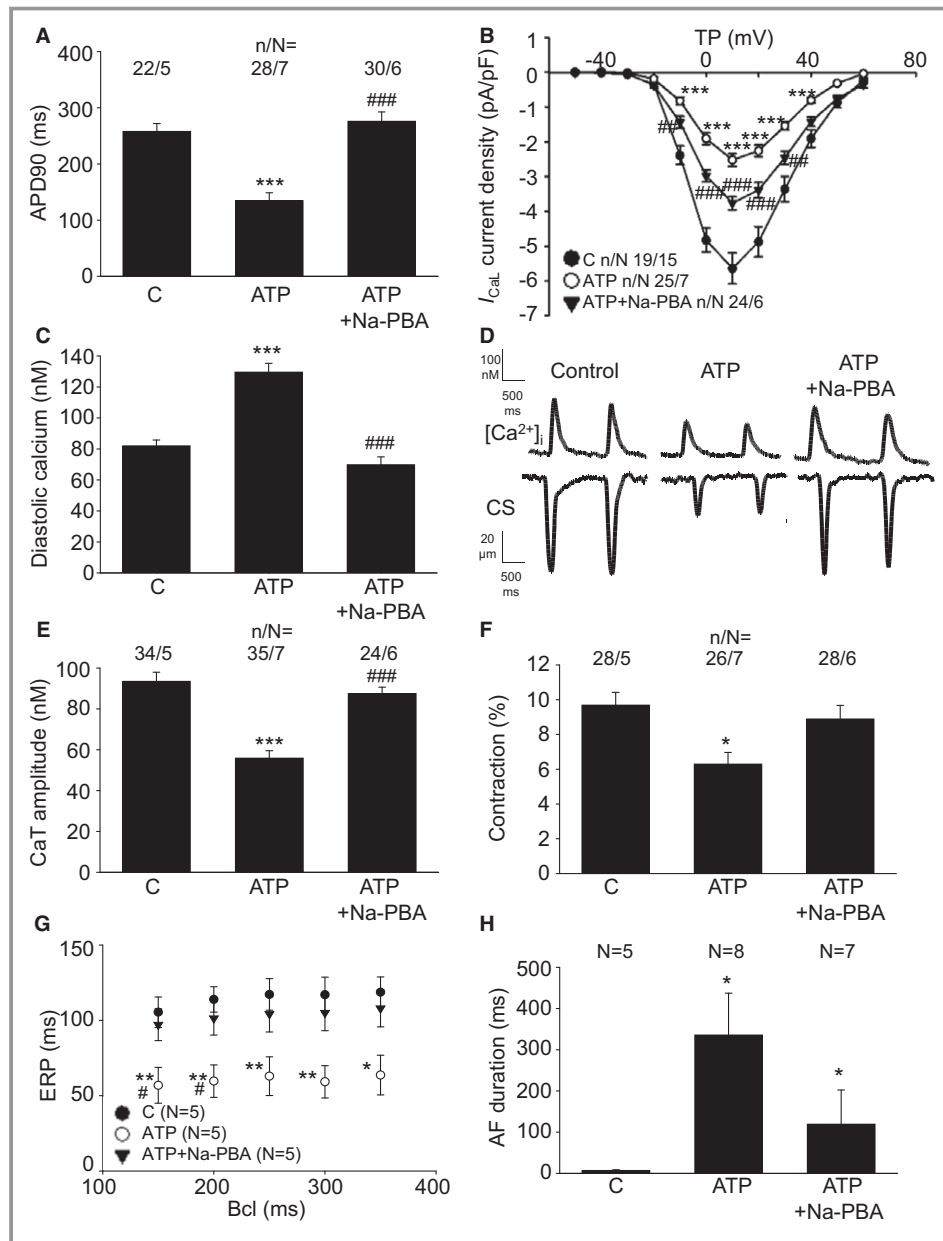 A
n/N=
22/5 28/7 30/6
400
300
200
100
0
APD90 (ms)
***
###
C ATP ATP
+Na-PBA
B
TP (mV)
-40 0 40 80
0
-1
-2
-3
-4
-5
-6
-7
I_CaL current density (pA/pF)
***
***
***
***
***
***
##
###
###
###
##
C n/N 19/15
ATP n/N 25/7
ATP+Na-PBA n/N 24/6
C
140
120
100
80
60
40
20
0
Diastolic calcium (nM)
***
###
C ATP ATP
+Na-PBA
D
100
nM
500
ms
Control ATP ATP
+Na-PBA
[Ca²⁺]i
CS
20
µm
500
ms
E
n/N=
34/5 35/7 24/6
100
80
60
40
20
0
CaT amplitude (nM)
***
###
C ATP ATP
+Na-PBA
F
n/N=
28/5 26/7 28/6
12
10
8
6
4
2
0
Contraction (%)
*
C ATP ATP
+Na-PBA
G
150
100
50
0
ERP (ms)
** ** ** ** *
# #
C (N=5)
ATP (N=5)
ATP+Na-PBA (N=5)
100 200 300 400
Bcl (ms)
H
N=5 N=8 N=7
500
400
300
200
100
0
AF duration (ms)
*
*
C ATP ATP
+Na-PBA